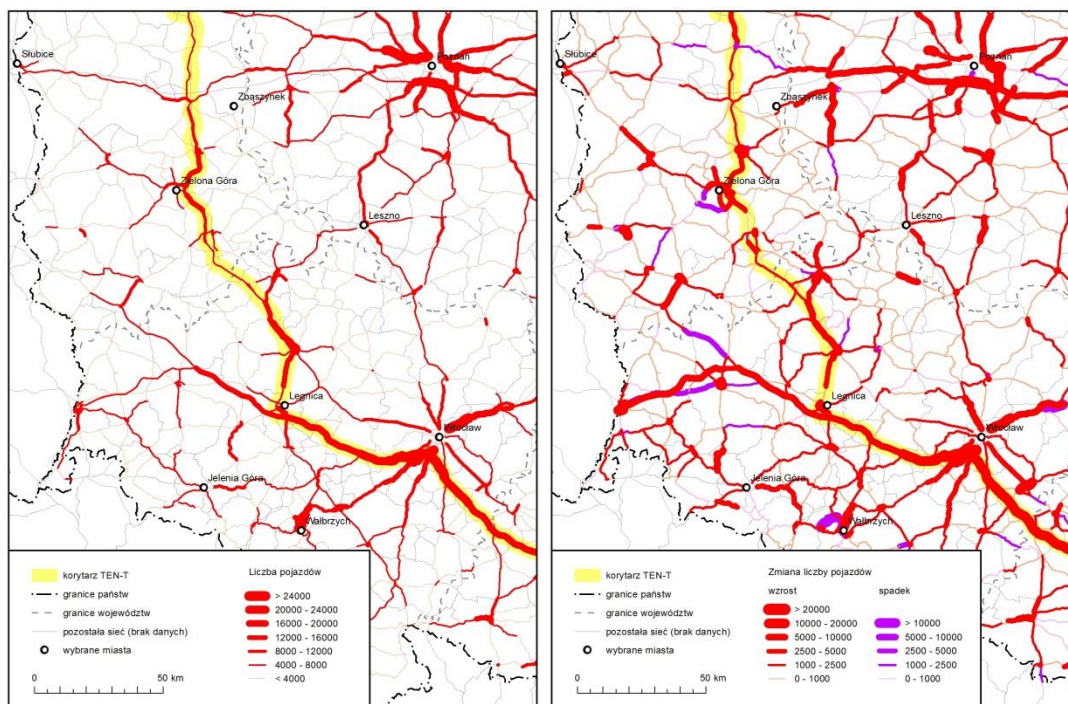 Słubice
Poznań
Zbąszynek
Zielona Góra
Leszno
Legnica
Wrocław
Jelenia Góra
Wałbrzych
korytarz TEN-T
granice państw
granice województw
pozostała sieć (brak danych)
wybrane miasta
0 50 km
Liczba pojazdów
> 24000
20000 - 24000
16000 - 20000
12000 - 16000
8000 - 12000
4000 - 8000
< 4000
Słubice
Poznań
Zbąszynek
Zielona Góra
Leszno
Legnica
Wrocław
Jelenia Góra
Wałbrzych
korytarz TEN-T
granice państw
granice województw
pozostała sieć (brak danych)
wybrane miasta
0 50 km
Zmiana liczby pojazdów
wzrost
> 20000
10000 - 20000
5000 - 10000
2500 - 5000
1000 - 2500
0 - 1000
spadek
> 10000
5000 - 10000
2500 - 5000
1000 - 2500
0 - 1000